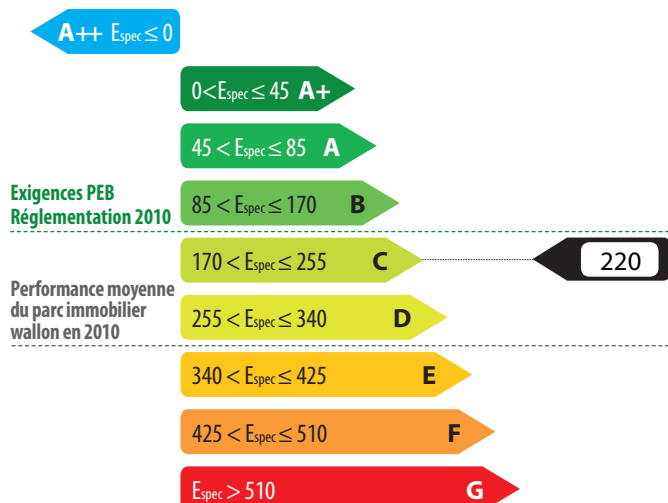 A++ Espec ≤ 0
0<Espec ≤ 45 A+
45 < Espec ≤ 85 A
Exigences PEB
Réglementation 2010
85 < Espec ≤ 170 B
170 < Espec ≤ 255 C
220
Performance moyenne
du parc immobilier
wallon en 2010
255 < Espec ≤ 340 D
340 < Espec ≤ 425 E
425 < Espec ≤ 510 F
Espec > 510 G